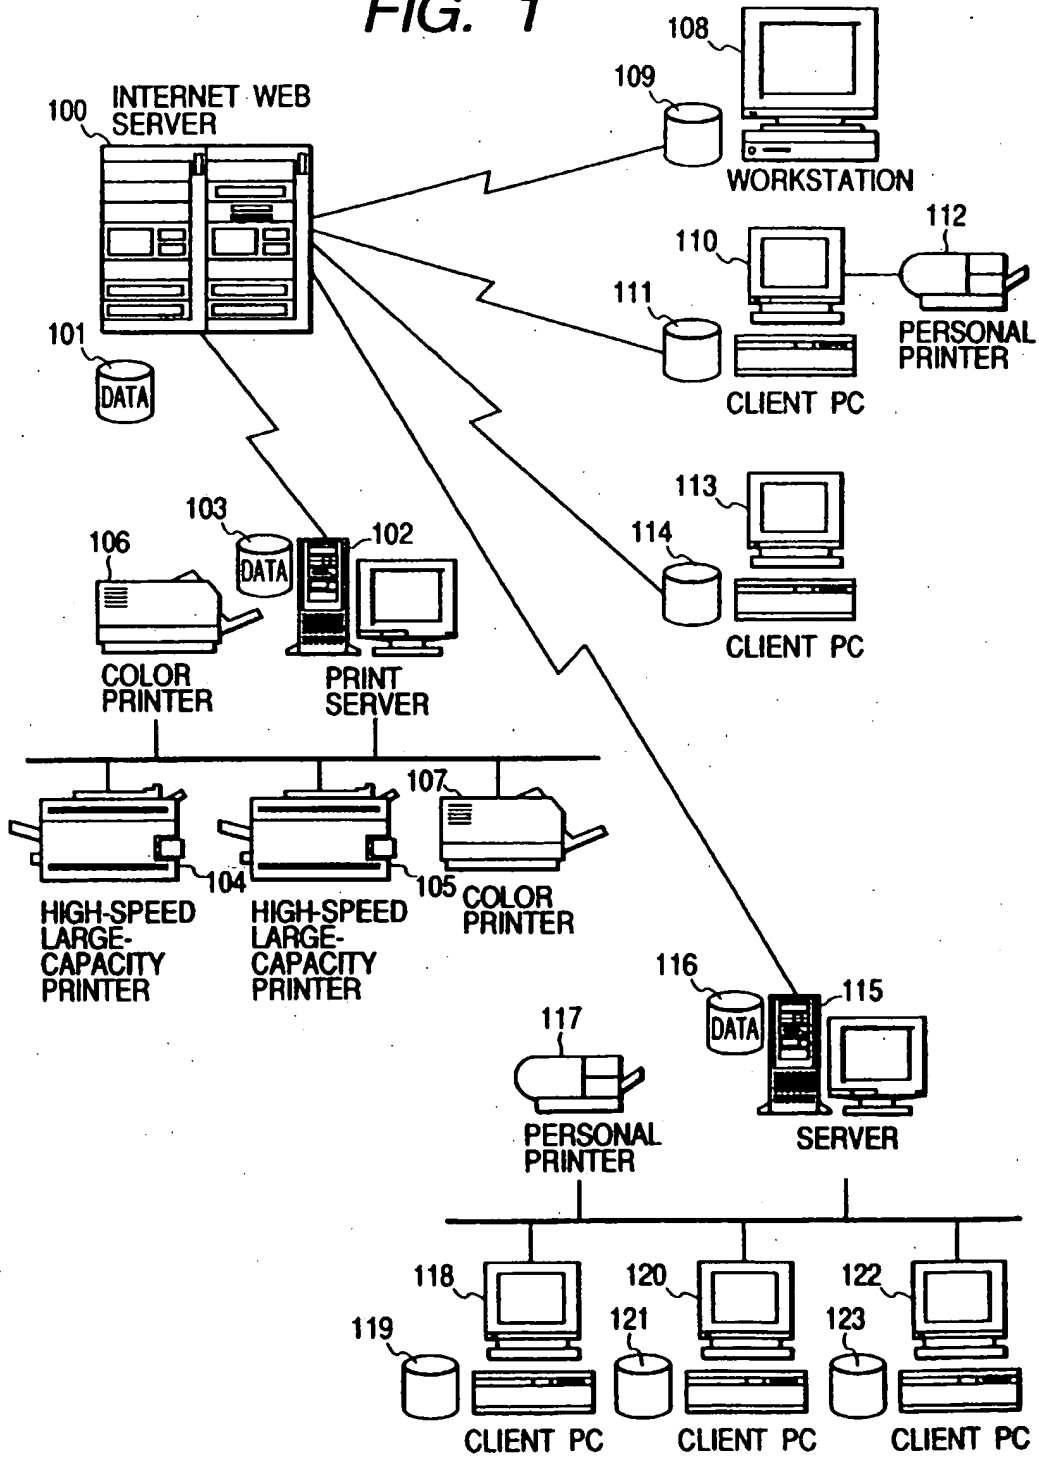 FIG. 1
108
109
INTERNET WEB
SERVER
100
WORKSTATION
112
110
111
PERSONAL
PRINTER
101
DATA
CLIENT PC
113
103
102
114
106
DATA
CLIENT PC
COLOR
PRINTER
PRINT
SERVER
107
104
105
COLOR
PRINTER
HIGH-SPEED
LARGE-
CAPACITY
PRINTER
HIGH-SPEED
LARGE-
CAPACITY
PRINTER
116
115
117
DATA
PERSONAL
PRINTER
SERVER
118
120
122
119
121
123
CLIENT PC
CLIENT PC
CLIENT PC